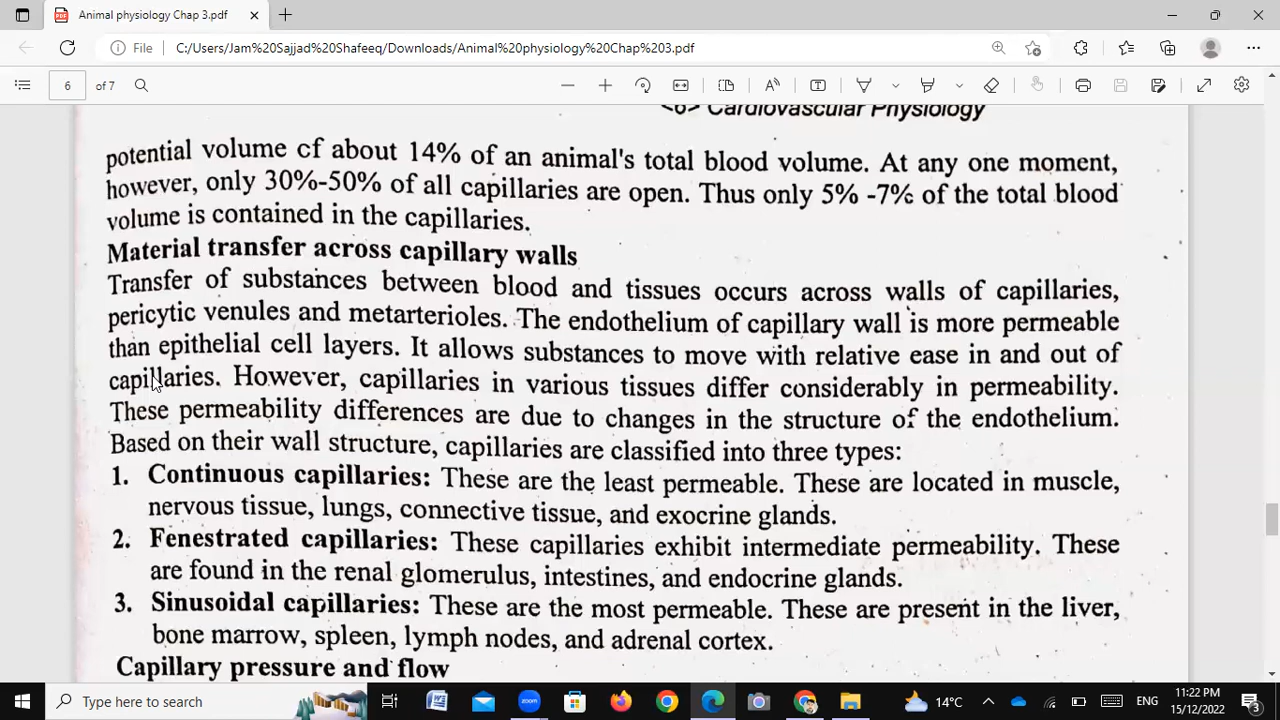 Animal physiology Chap 3.pdf
File
C:/Users/Jam%20Sajjad%20Shafeeq/Downloads/Animal%20physiology%20Chap%203.pdf
6
of 7
<6> Cardiovascular Physiology
potential volume of about 14% of an animal's total blood volume. At any one moment,
however, only 30%-50% of all capillaries are open. Thus only 5% -7% of the total blood
volume is contained in the capillaries.
Material transfer across capillary walls
Transfer of substances between blood and tissues occurs across walls of capillaries,
pericytic venules and metarterioles. The endothelium of capillary wall is more permeable
than epithelial cell layers. It allows substances to move with relative ease in and out of
capillaries. However, capillaries in various tissues differ considerably in permeability.
These permeability differences are due to changes in the structure of the endothelium.
Based on their wall structure, capillaries are classified into three types:
1. Continuous capillaries: These are the least permeable. These are located in muscle,
nervous tissue, lungs, connective tissue, and exocrine glands.
2. Fenestrated capillaries: These capillaries exhibit intermediate permeability. These
are found in the renal glomerulus, intestines, and endocrine glands.
3. Sinusoidal capillaries: These are the most permeable. These are present in the liver,
bone marrow, spleen, lymph nodes, and adrenal cortex.
Capillary pressure and flow
Type here to search
zoom
14°C
ENG
11:22 PM
15/12/2022
3